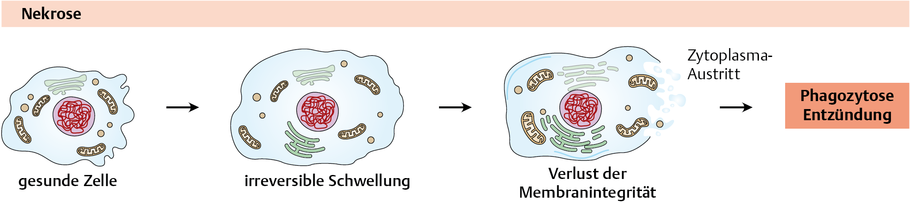 Nekrose
Zytoplasma-
Austritt
Phagozytose
Entzündung
gesunde Zelle
irreversible Schwellung
Verlust der
Membranintegrität